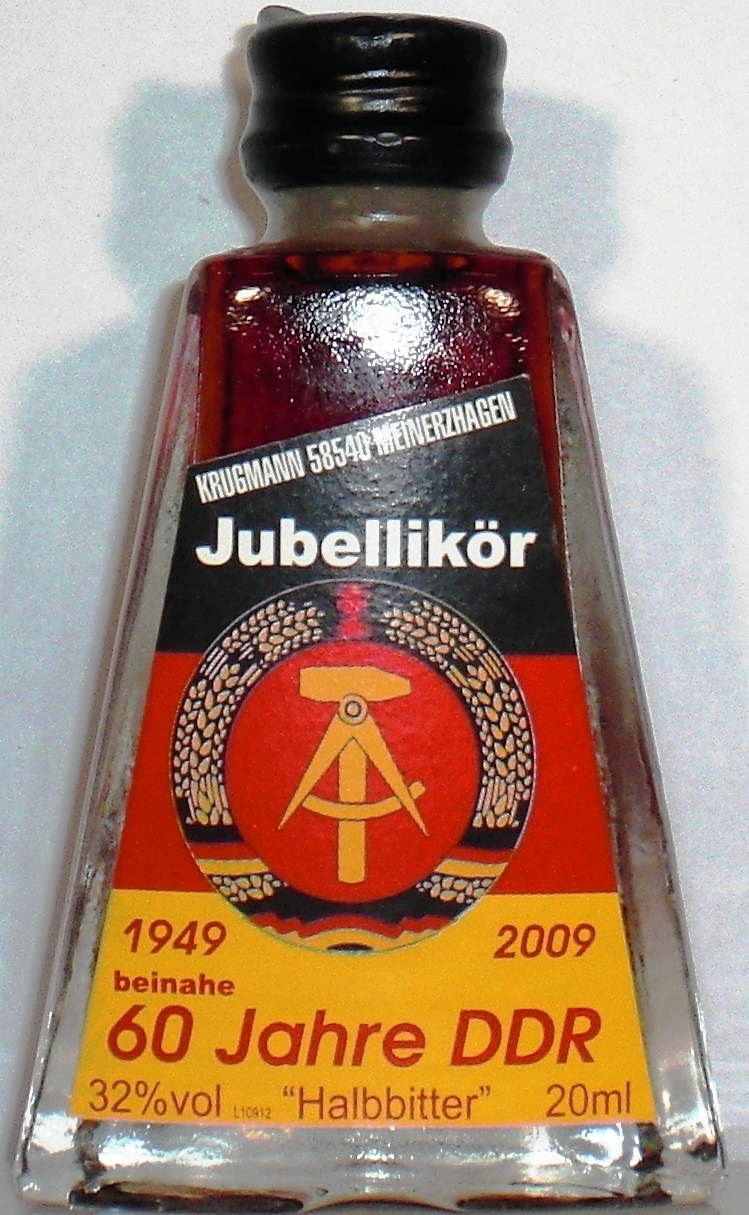 KRUGMANN 58540 MEINERZHAGEN
Jubellikör
1949 2009
beinahe
60 Jahre DDR
32%vol L10912 “Halbbitter” 20ml